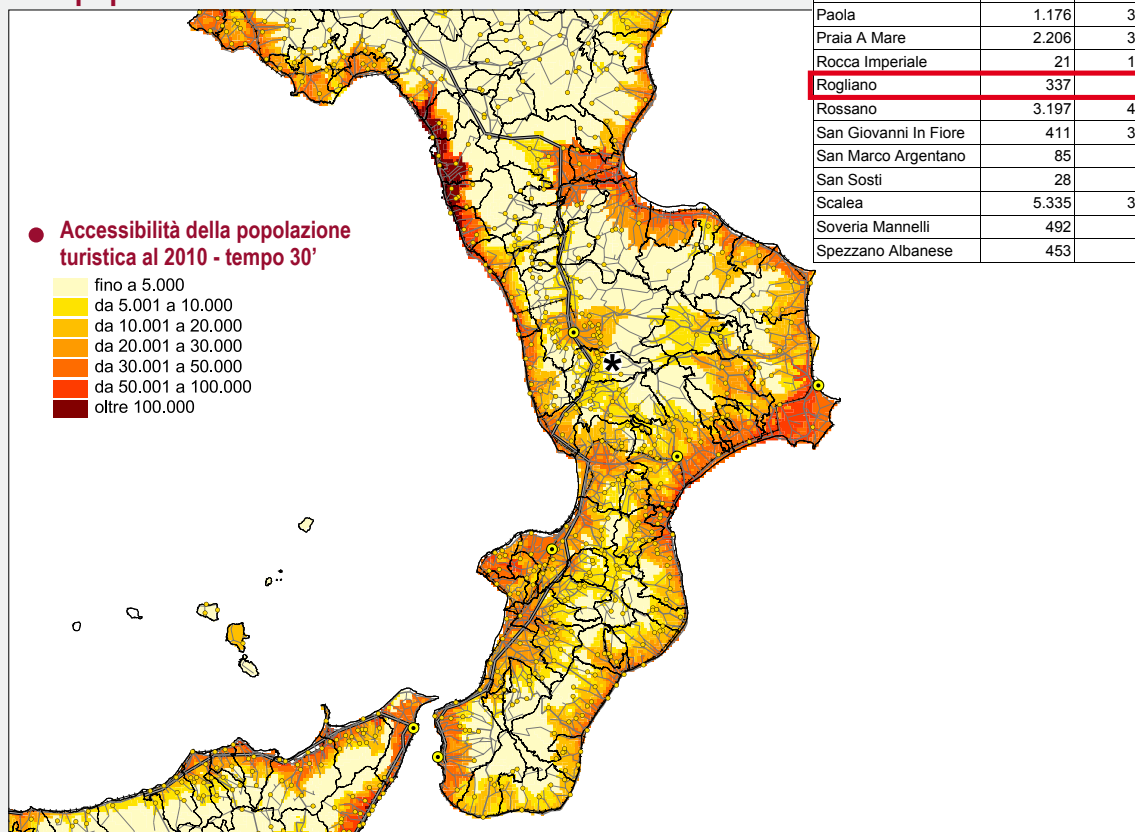 Paola 1.176 3
Praia A Mare 2.206 3
Rocca Imperiale 21 1
Rogliano 337
Rossano 3.197 4
San Giovanni In Fiore 411 3
San Marco Argentano 85
San Sosti 28
Scalea 5.335 3
Soveria Mannelli 492
Spezzano Albanese 453
Accessibilità della popolazione
turistica al 2010 - tempo 30’
fino a 5.000
da 5.001 a 10.000
da 10.001 a 20.000
da 20.001 a 30.000
da 30.001 a 50.000
da 50.001 a 100.000
oltre 100.000
*